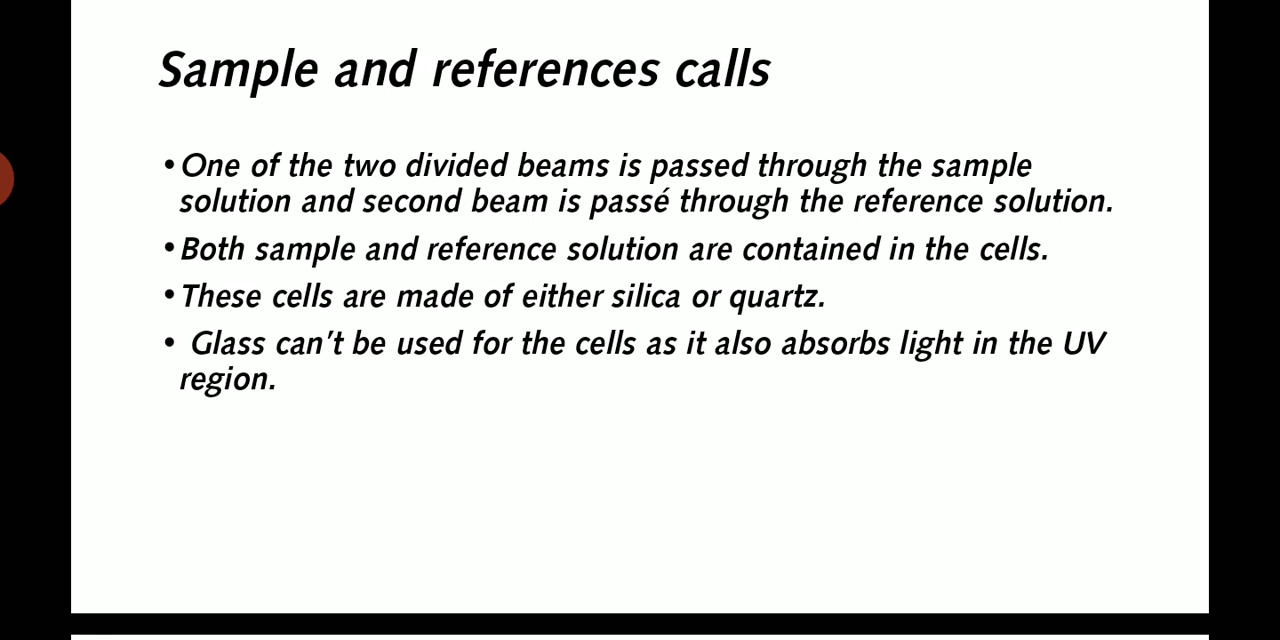 Sample and references calls
•One of the two divided beams is passed through the sample
solution and second beam is passé through the reference solution.
•Both sample and reference solution are contained in the cells.
•These cells are made of either silica or quartz.
• Glass can't be used for the cells as it also absorbs light in the UV
region.